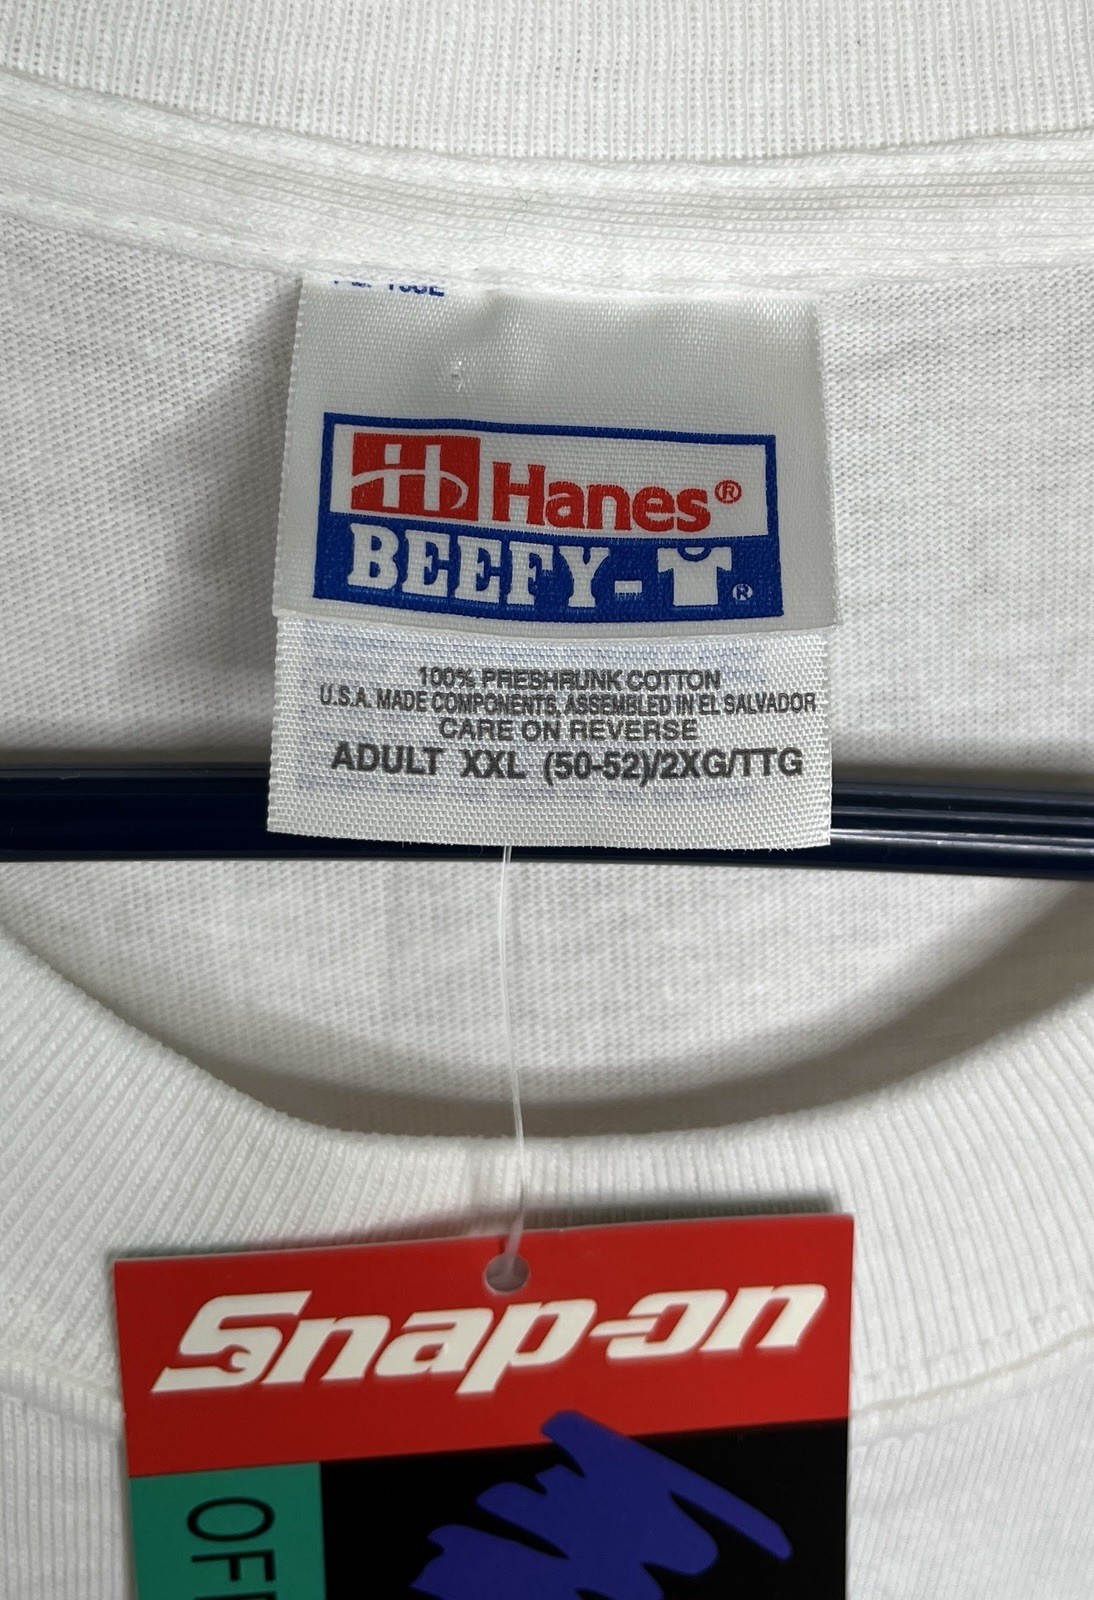 Hanes®
BEEFY-T®
100% PRESHRUNK COTTON
U.S.A. MADE COMPONENTS, ASSEMBLED IN EL SALVADOR
CARE ON REVERSE
ADULT XXL (50-52)/2XG/TTG
Snap-on